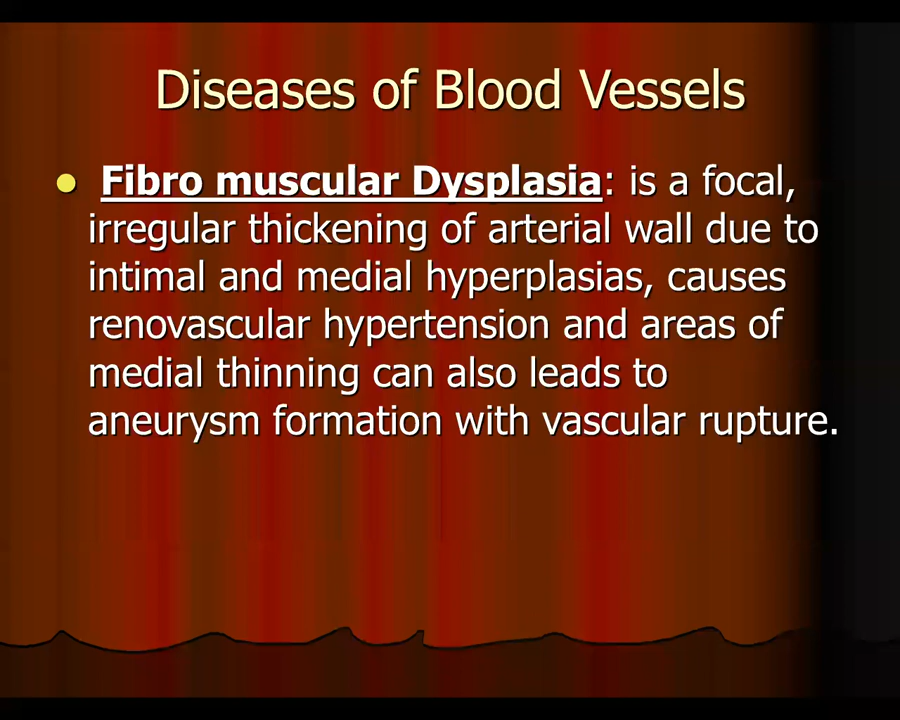 Diseases of Blood Vessels
● Fibro muscular Dysplasia: is a focal,
irregular thickening of arterial wall due to
intimal and medial hyperplasias, causes
renovascular hypertension and areas of
medial thinning can also leads to
aneurysm formation with vascular rupture.